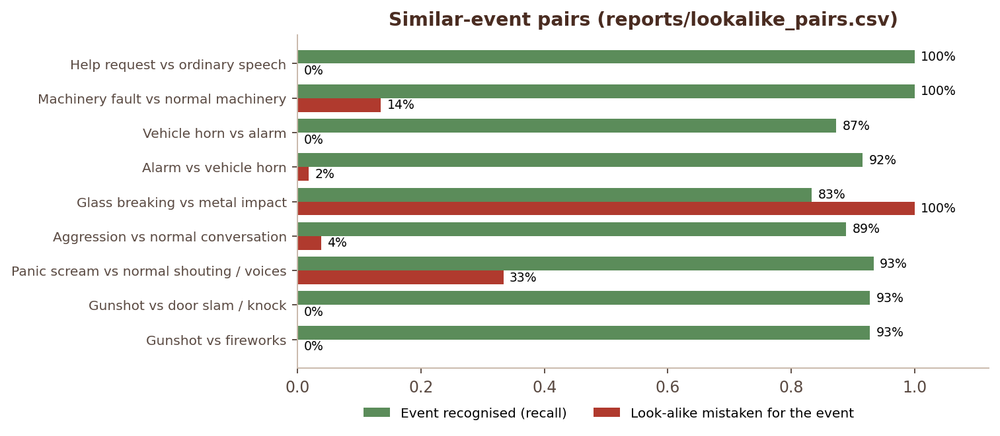 Similar-event pairs (reports/lookalike_pairs.csv)
Help request vs ordinary speech 100%
0%
Machinery fault vs normal machinery 100%
14%
Vehicle horn vs alarm 87%
0%
Alarm vs vehicle horn 92%
2%
Glass breaking vs metal impact 83%
100%
Aggression vs normal conversation 89%
4%
Panic scream vs normal shouting / voices 93%
33%
Gunshot vs door slam / knock 93%
0%
Gunshot vs fireworks 93%
0%
0.0 0.2 0.4 0.6 0.8 1.0
Event recognised (recall) Look-alike mistaken for the event